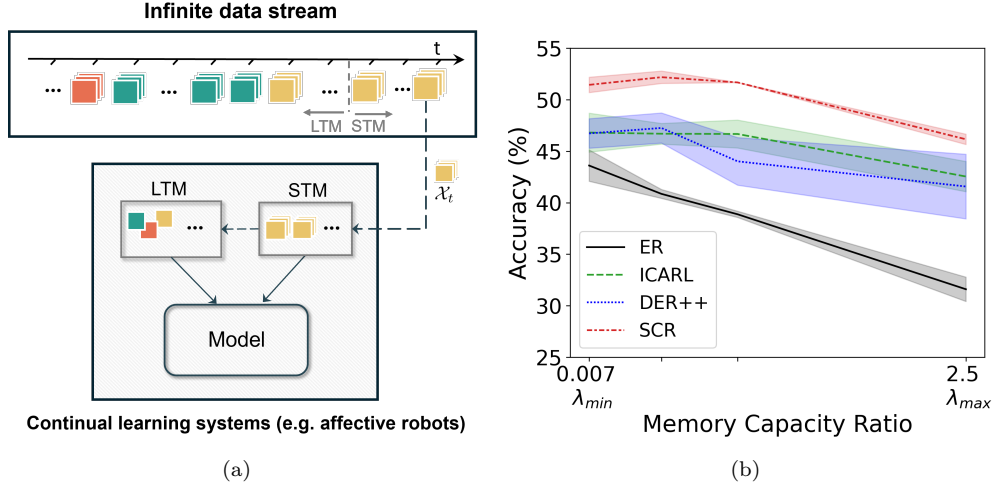 Infinite data stream
t
...
...
...
...
LTM STM
𝒳t
LTM
STM
...
...
Model
Continual learning systems (e.g. affective robots)
(a)
Accuracy (%)
55
50
45
40
35
30
25
ER
ICARL
DER++
SCR
0.007
2.5
λmin
λmax
Memory Capacity Ratio
(b)